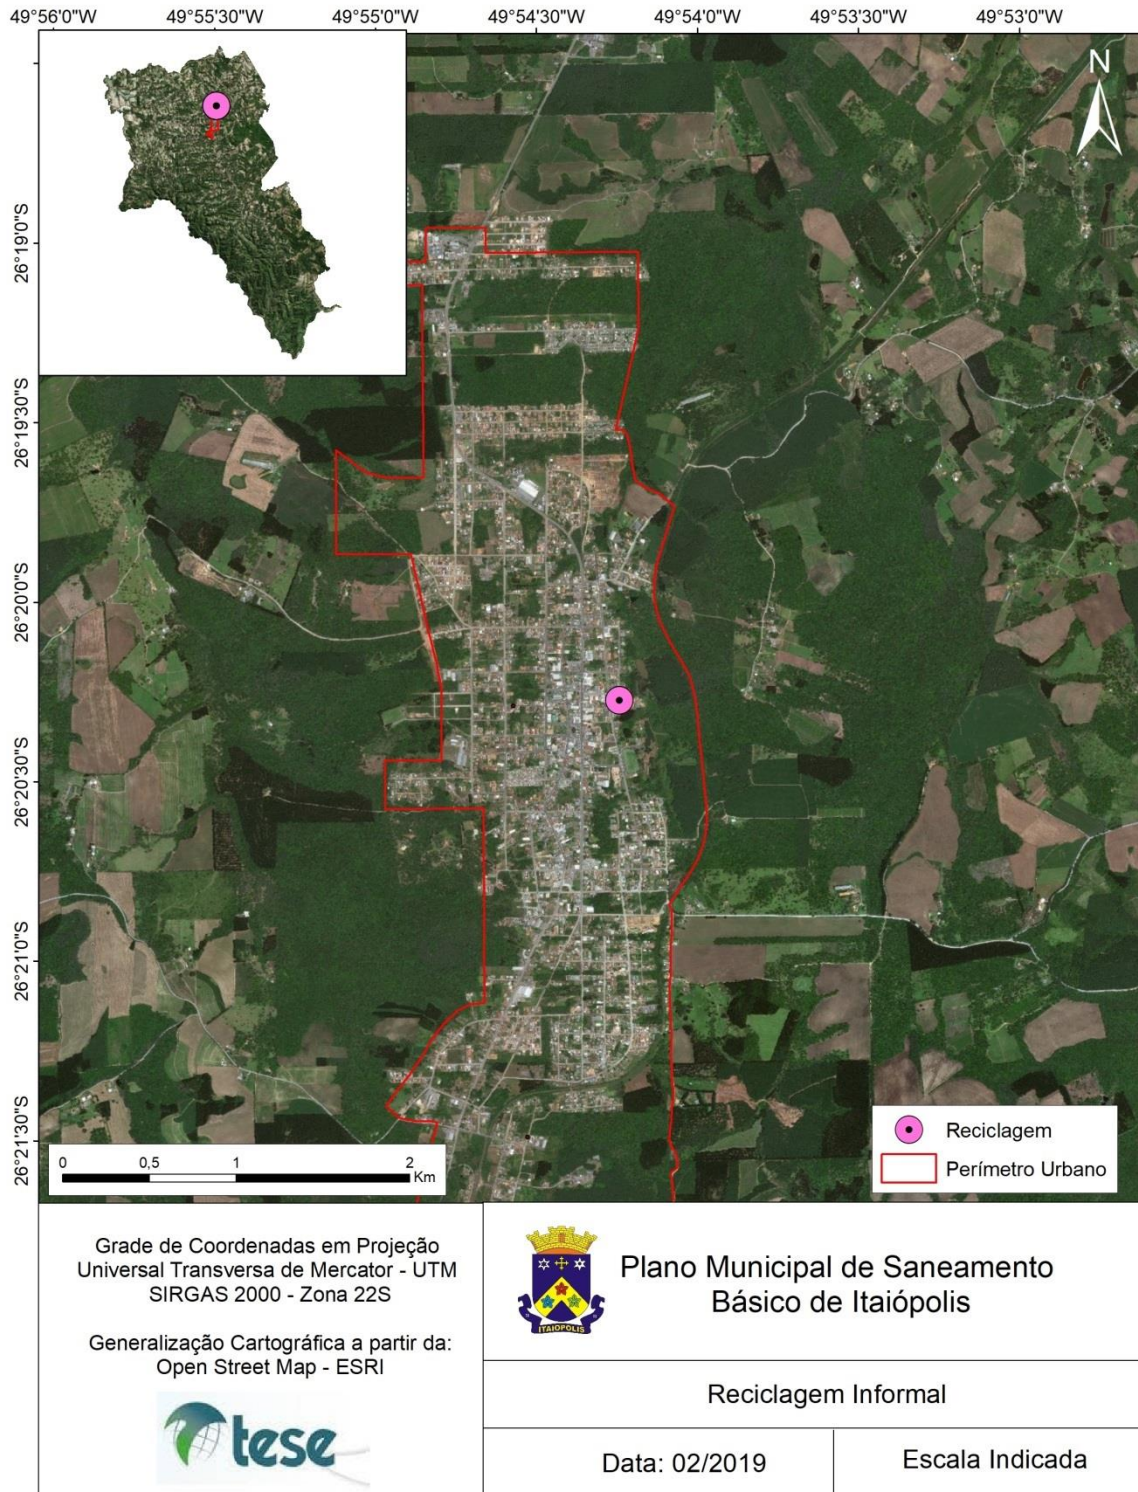 49°56'0"W 49°55'30"W 49°55'0"W 49°54'30"W 49°54'0"W 49°53'30"W 49°53'0"W
N
26°19'0"S
26°19'30"S
26°20'0"S
26°20'30"S
26°21'0"S
26°21'30"S
Reciclagem
Perímetro Urbano
0 0,5 1 2
Km
Grade de Coordenadas em Projeção
Universal Transversa de Mercator - UTM
SIRGAS 2000 - Zona 22S
Generalização Cartográfica a partir da:
Open Street Map - ESRI
tese
ITAIÓPOLIS
Plano Municipal de Saneamento
Básico de Itaiópolis
Reciclagem Informal
Data: 02/2019
Escala Indicada